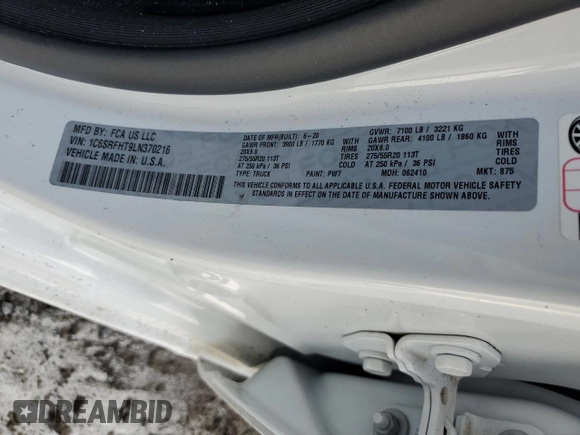 MFD BY: FCA US LLC
VIN: 1C6SRFHT9LN370216
VEHICLE MADE IN U.S.A.
DATE OF MFR(BUILT): 6-20
GAWR FRONT: 3900 LB / 1770 KG
WITH
RIMS
20X9.0
TIRES
275/55R20 113T
COLD
AT 250 kPa / 36 PSI
TYPE: TRUCK
PAINT: PW7
GVWR: 7100 LB / 3221 KG
GAWR REAR: 4100 LB / 1860 KG
WITH
RIMS
20X9.0
TIRES
275/55R20 113T
COLD
AT 250 kPa / 36 PSI
MDH: 062410
MKT: 875
THIS VEHICLE CONFORMS TO ALL APPLICABLE U.S.A. FEDERAL MOTOR VEHICLE SAFETY
STANDARDS IN EFFECT ON THE DATE OF MANUFACTURE SHOWN ABOVE.
DREAMBID